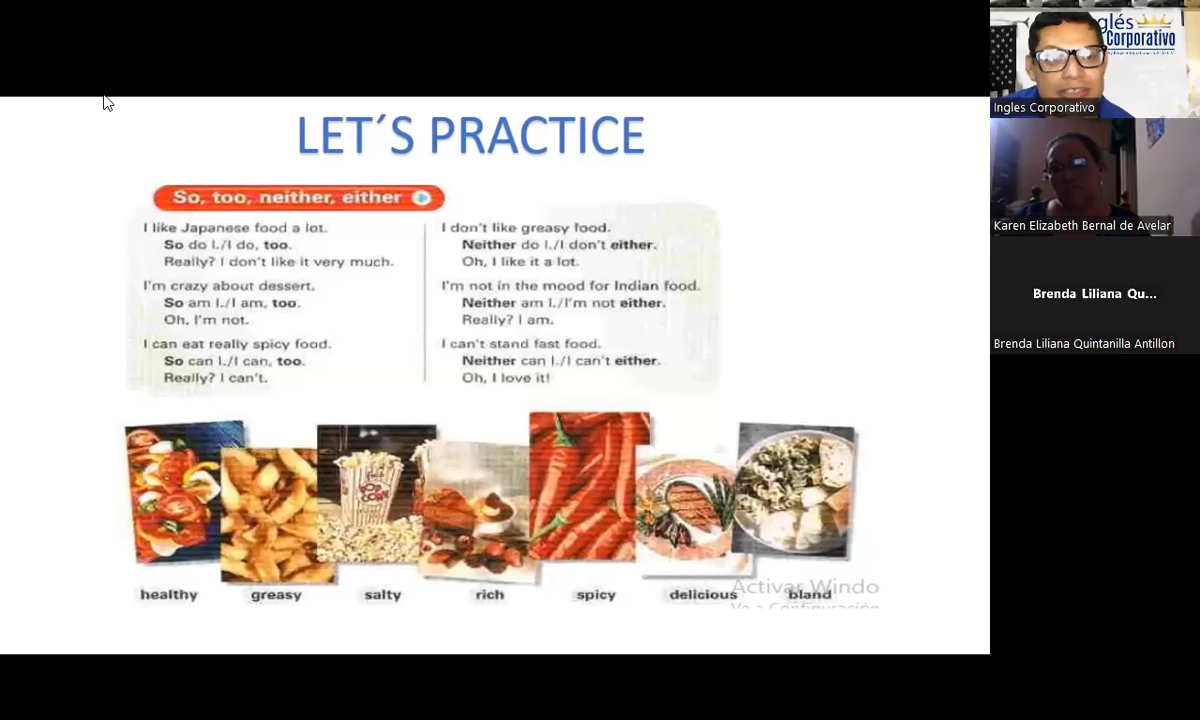 LET´S PRACTICE
So, too, neither, either
I like Japanese food a lot.
So do I./I do, too.
Really? I don't like it very much.
I'm crazy about dessert.
So am I./I am, too.
Oh, I'm not.
I can eat really spicy food.
So can I./I can, too.
Really? I can't.
I don't like greasy food.
Neither do I./I don't either.
Oh, I like it a lot.
I'm not in the mood for Indian food.
Neither am I./I'm not either.
Really? I am.
I can't stand fast food.
Neither can I./I can't either.
Oh, I love it!
POP CORN
healthy greasy salty rich spicy delicious bland
Activar Windo
Ve a Configuración
glés
Corporativo
Ingles Corporativo
Karen Elizabeth Bernal de Avelar
Brenda Liliana Qu...
Brenda Liliana Quintanilla Antillon